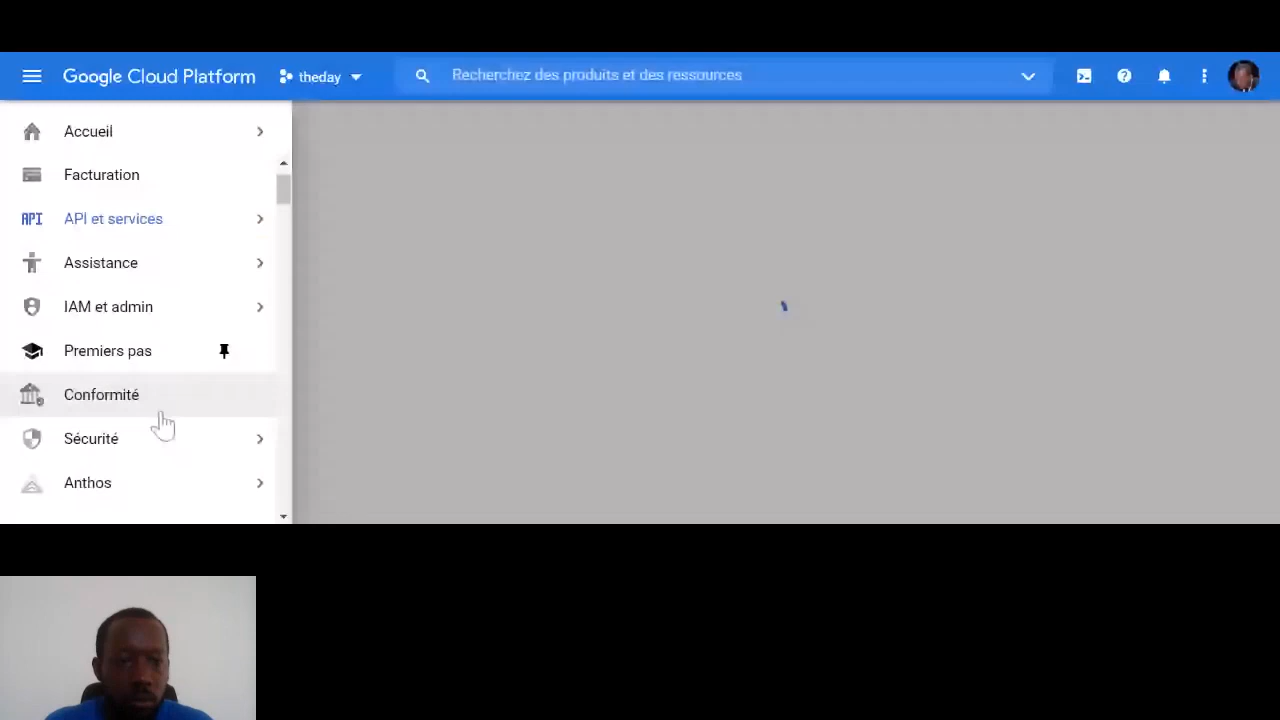 Google Cloud Platform theday Recherchez des produits et des ressources
Accueil
Facturation
API API et services
Assistance
IAM et admin
Premiers pas
Conformité
Sécurité
Anthos